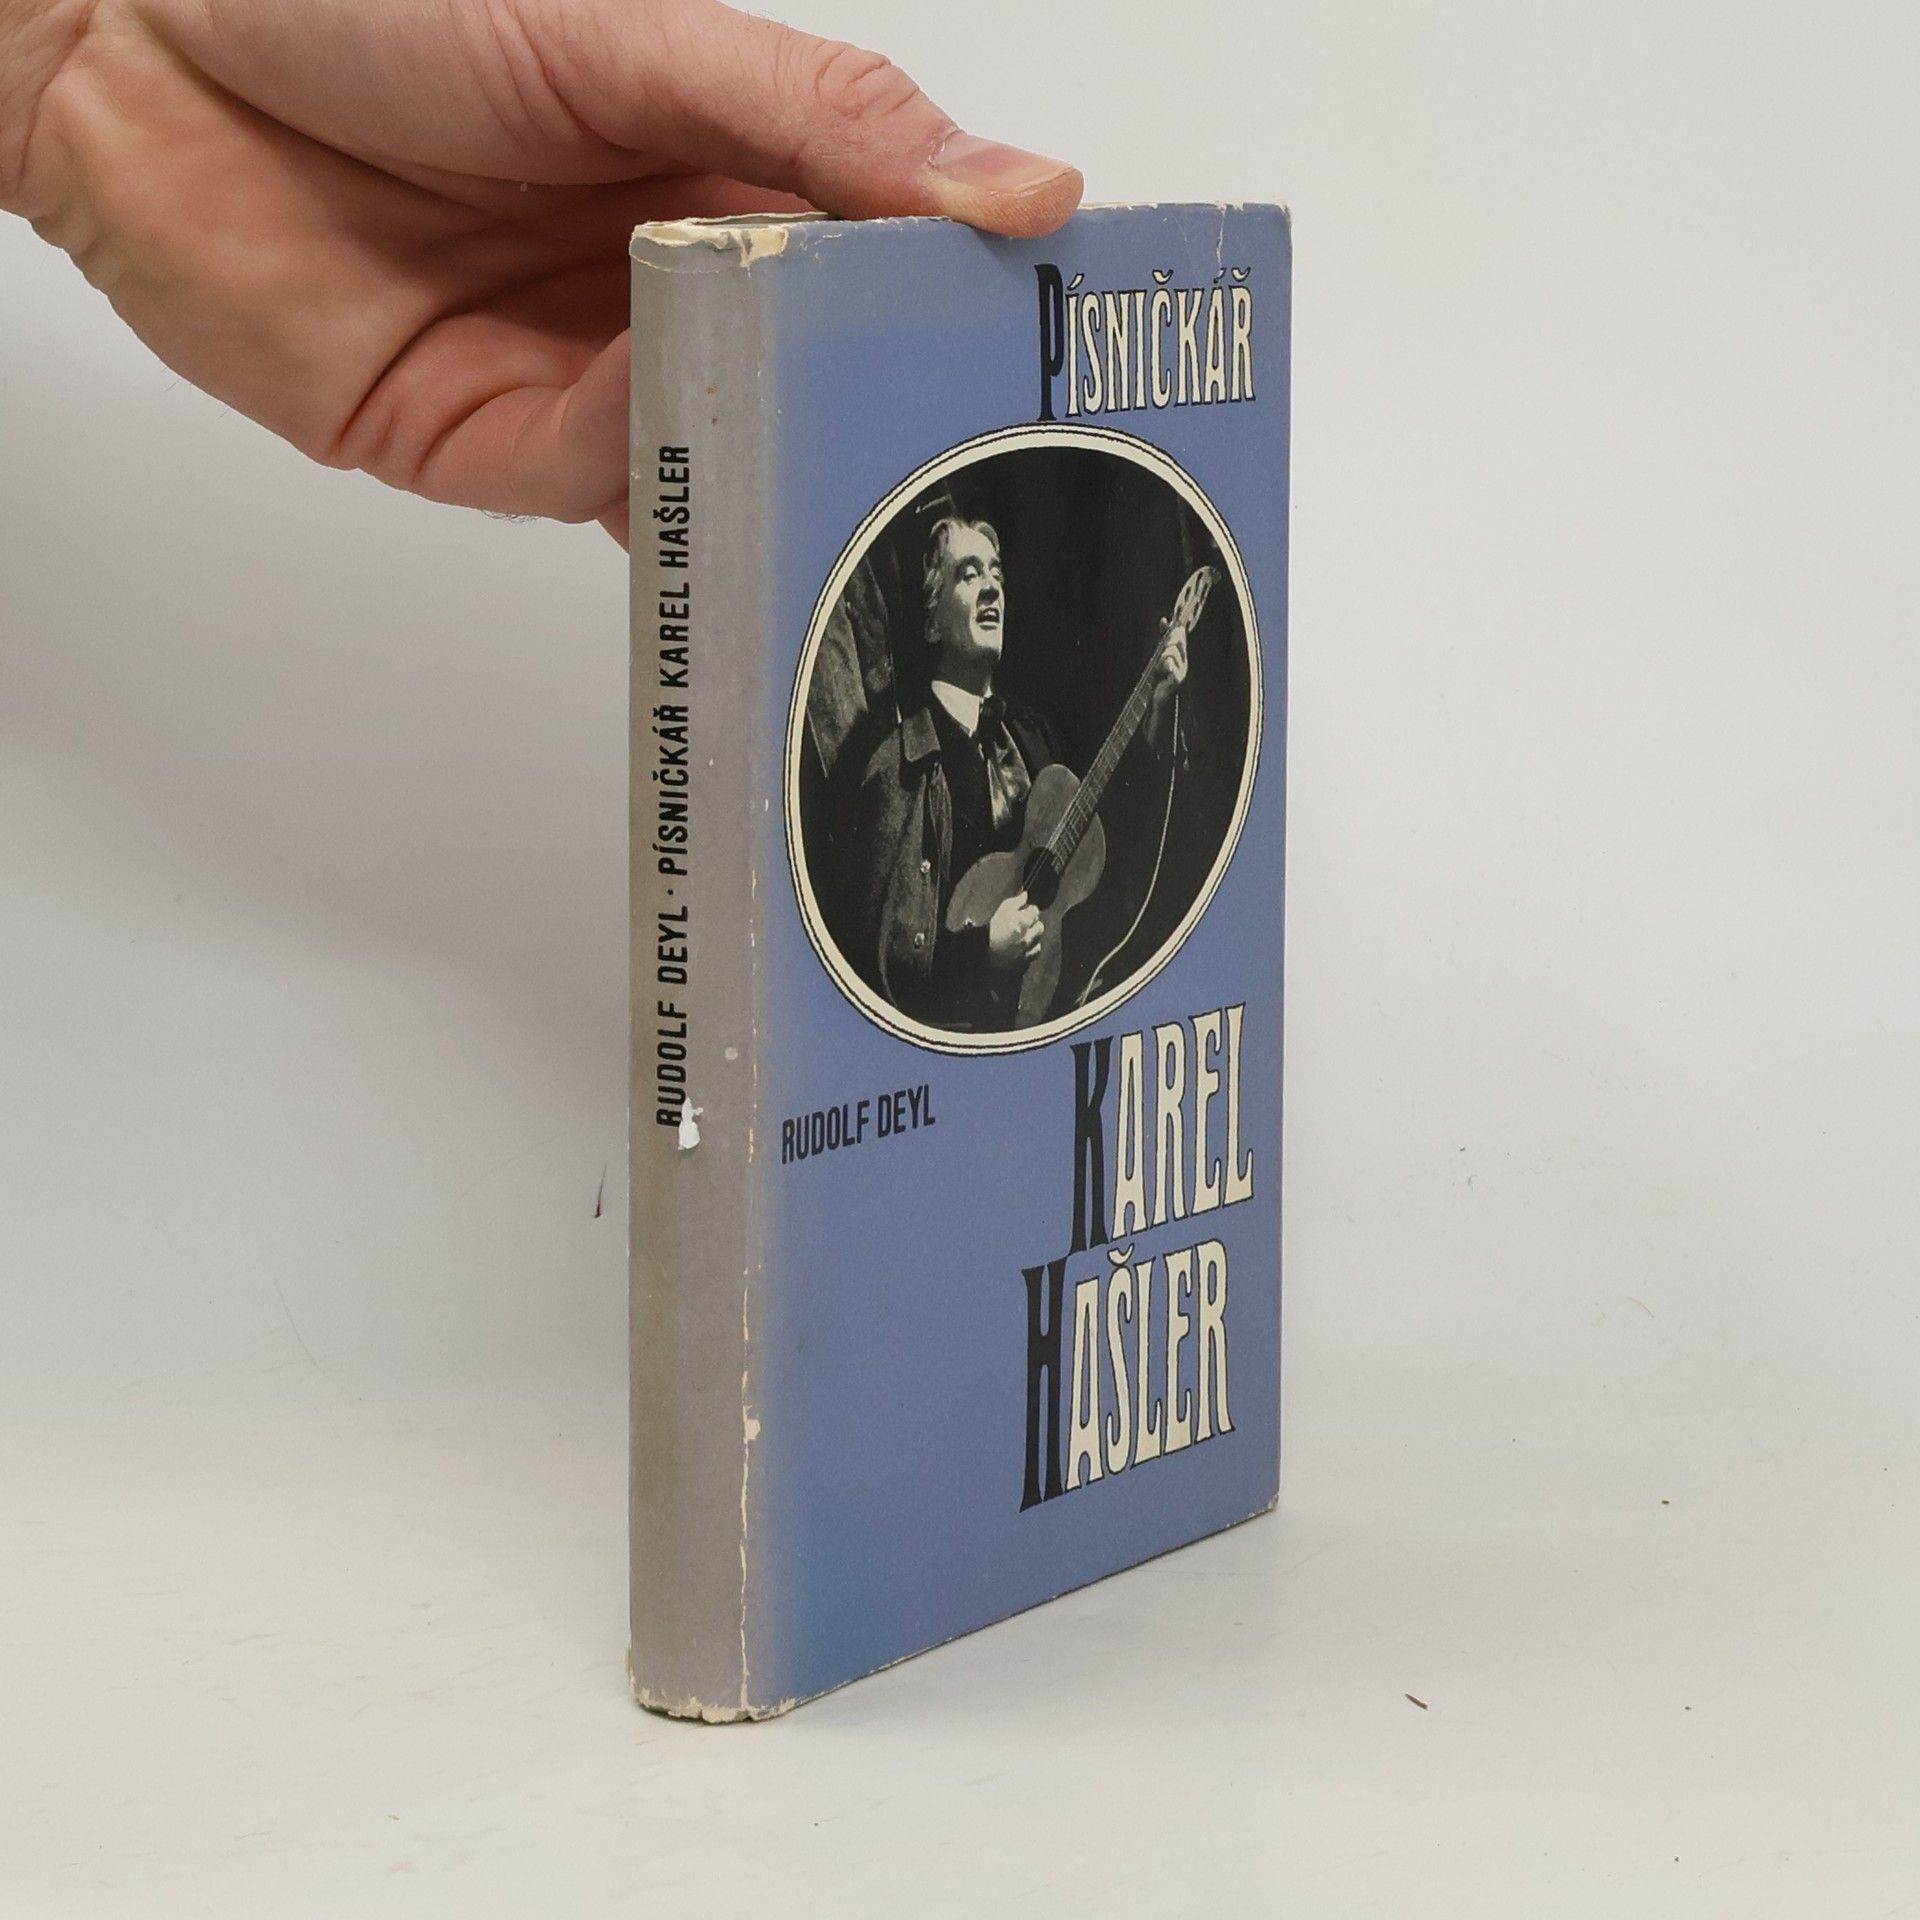 RUDOLF DEYL · PÍSNIČKÁŘ KAREL HAŠLER
PÍSNIČKÁŘ
RUDOLF DEYL
KAREL
HAŠLER